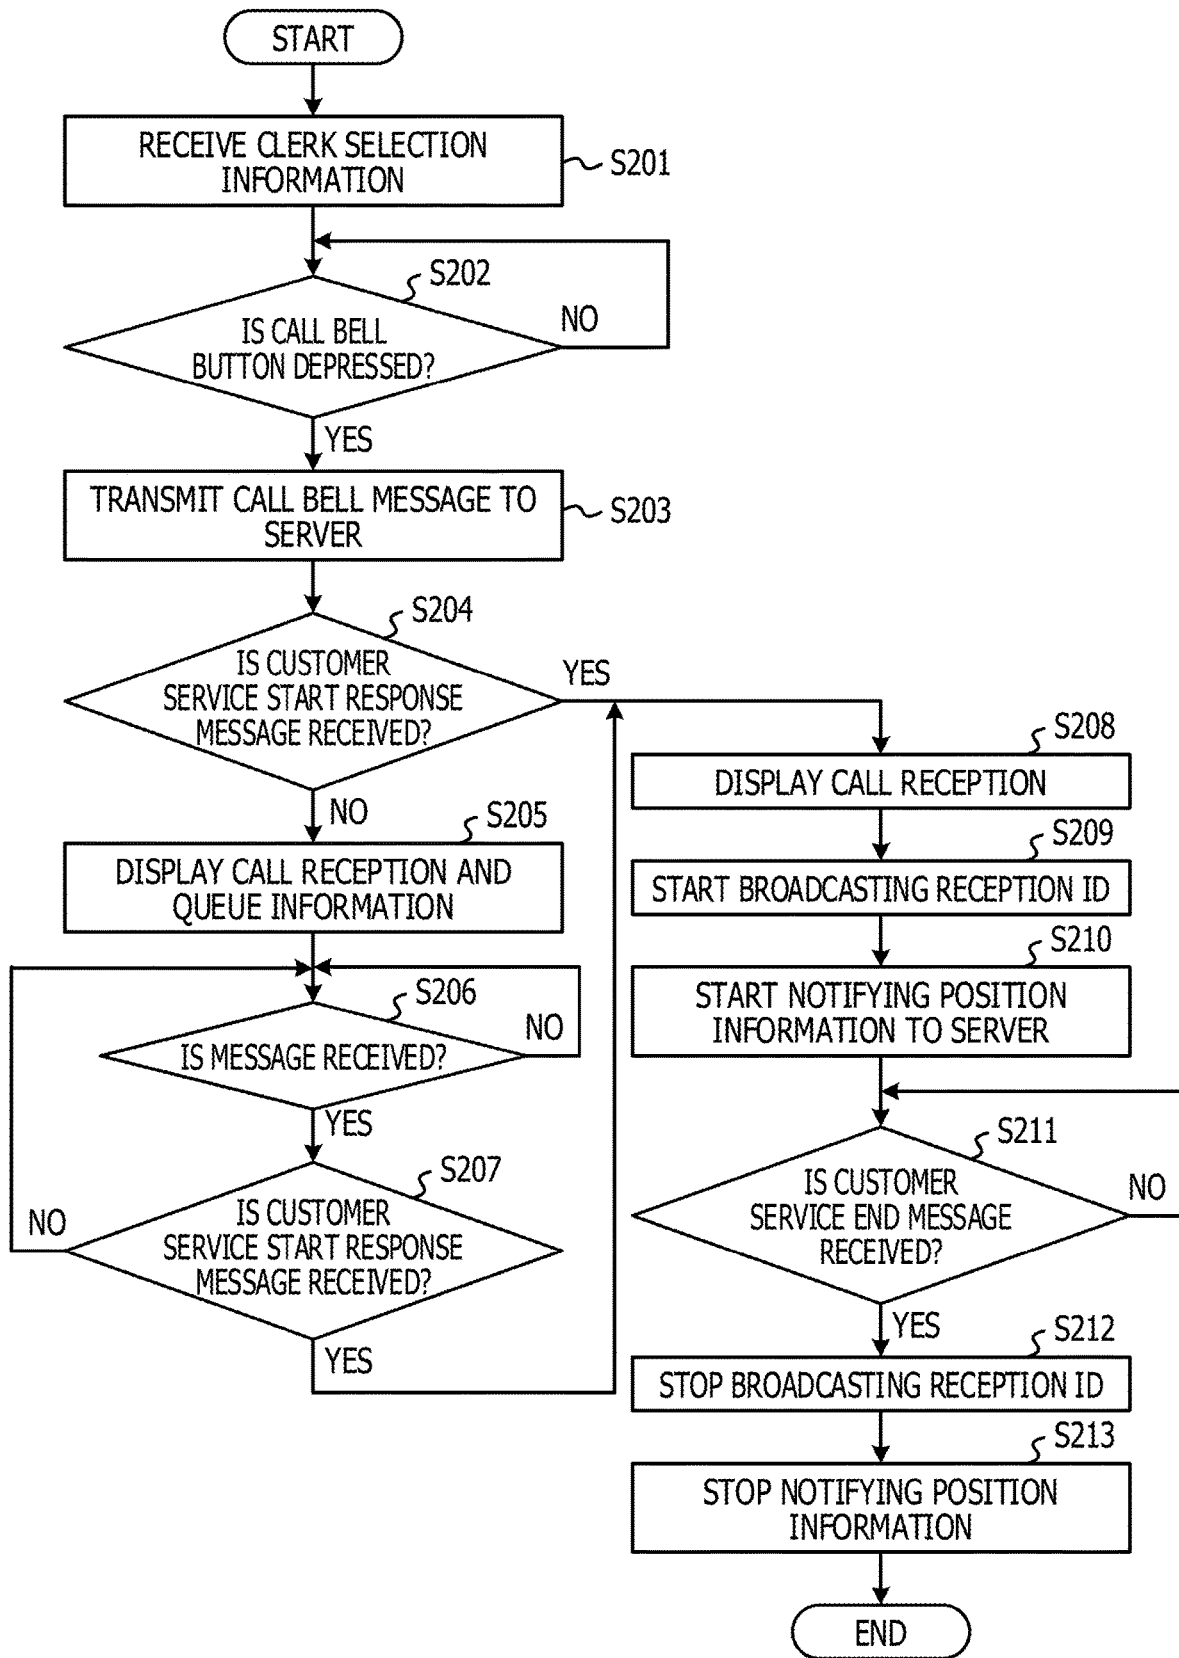 START
RECEIVE CLERK SELECTION
INFORMATION
S201
S202
IS CALL BELL
BUTTON DEPRESSED?
NO
YES
TRANSMIT CALL BELL MESSAGE TO
SERVER
S203
S204
IS CUSTOMER
SERVICE START RESPONSE
MESSAGE RECEIVED?
YES
NO
S205
DISPLAY CALL RECEPTION AND
QUEUE INFORMATION
S206
IS MESSAGE RECEIVED?
NO
YES
S207
IS CUSTOMER
SERVICE START RESPONSE
MESSAGE RECEIVED?
NO
YES
S208
DISPLAY CALL RECEPTION
S209
START BROADCASTING RECEPTION ID
S210
START NOTIFYING POSITION
INFORMATION TO SERVER
S211
IS CUSTOMER
SERVICE END MESSAGE
RECEIVED?
NO
YES
S212
STOP BROADCASTING RECEPTION ID
S213
STOP NOTIFYING POSITION
INFORMATION
END